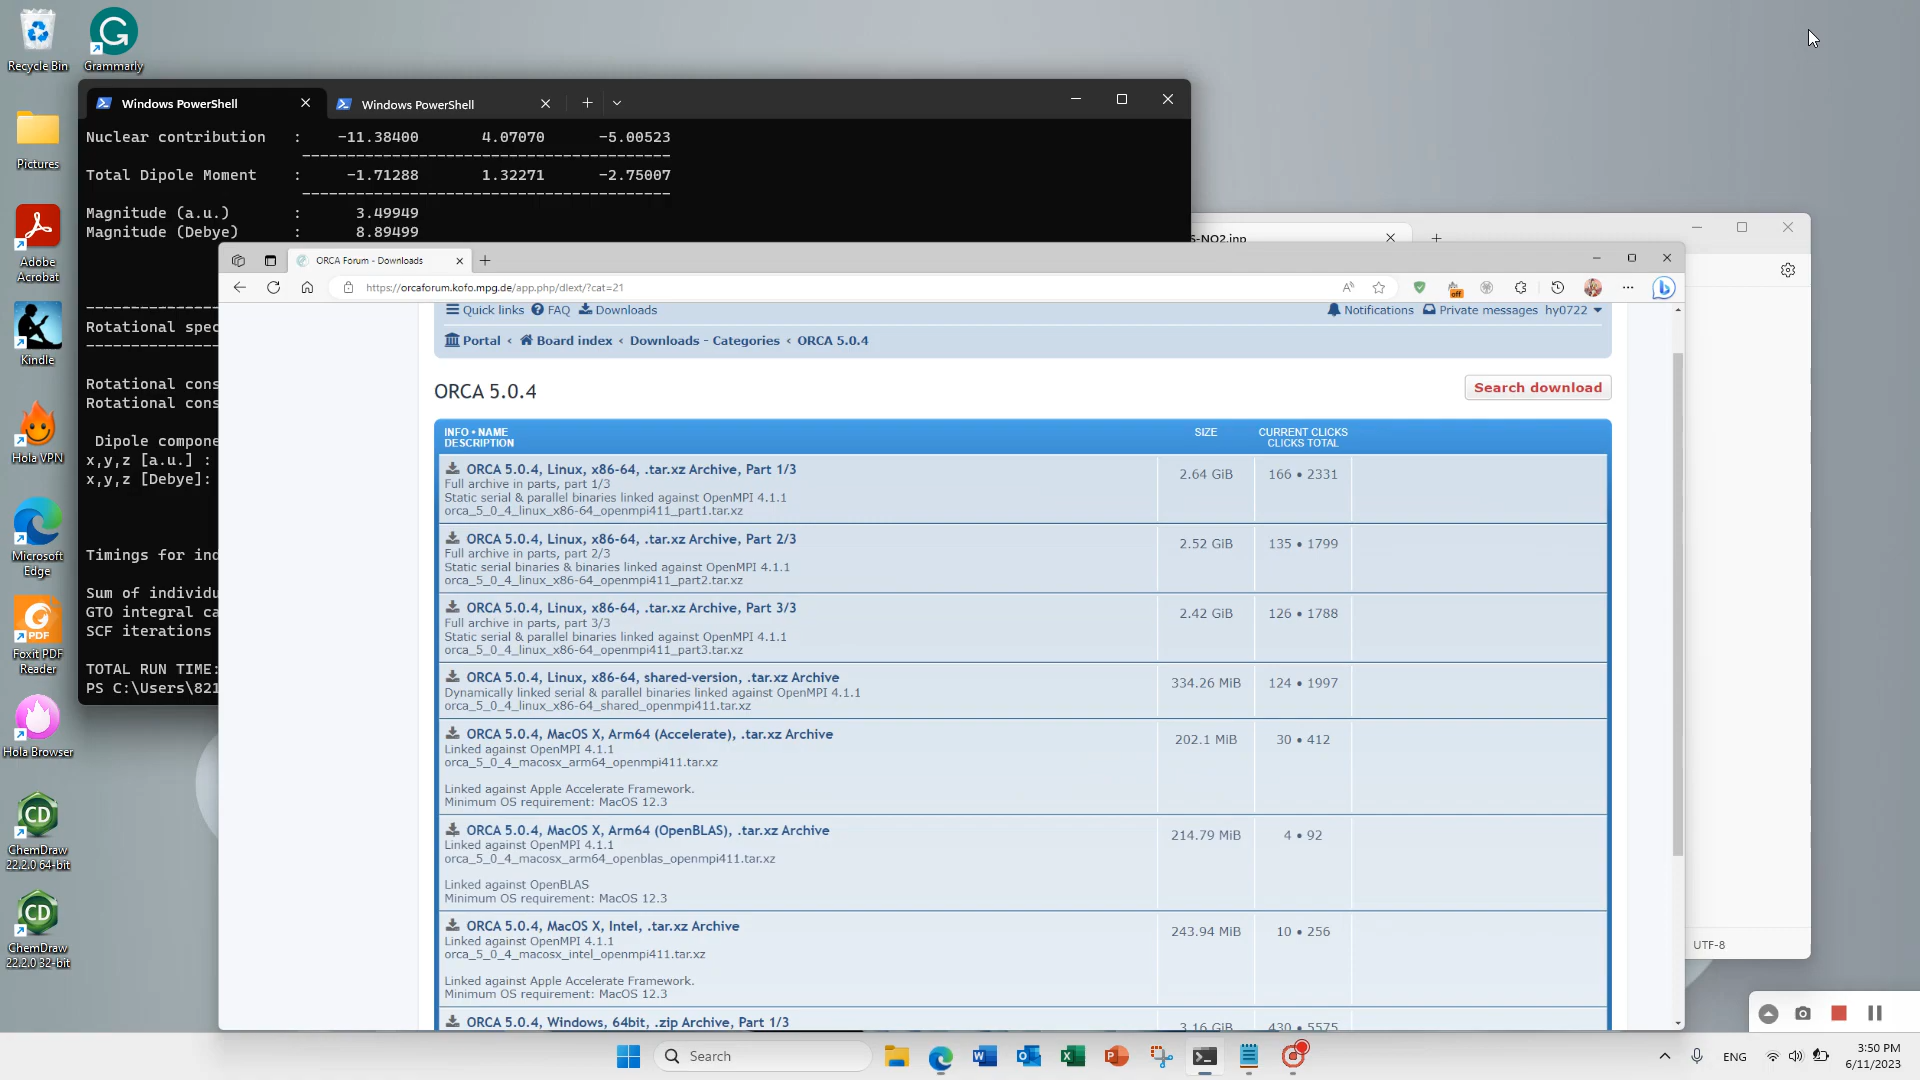 Recycle Bin
Grammarly
Pictures
Adobe
Acrobat
Kindle
Hola VPN
Microsoft
Edge
Foxit PDF
Reader
Hola Browser
ChemDraw
22.2.0 64-bit
ChemDraw
22.2.0 32-bit
Windows PowerShell
Windows PowerShell
Nuclear contribution : -11.38400 4.07070 -5.00523
-----------------------------------------
Total Dipole Moment : -1.71288 1.32271 -2.75007
-----------------------------------------
Magnitude (a.u.) : 3.49949
Magnitude (Debye) : 8.89499
Rotational spec
Rotational cons
Rotational cons
Dipole compone
x,y,z [a.u.] :
x,y,z [Debye]:
Timings for ind
Sum of individu
GTO integral ca
SCF iterations
TOTAL RUN TIME:
PS C:\Users\821
S-NO2.inp
UTF-8
ORCA Forum - Downloads
https://orcaforum.kofo.mpg.de/app.php/dlext/?cat=21
off
Quick links FAQ Downloads
Notifications Private messages hy0722
Portal ‹ Board index ‹ Downloads - Categories ‹ ORCA 5.0.4
ORCA 5.0.4
Search download
INFO • NAME
DESCRIPTION
SIZE
CURRENT CLICKS
CLICKS TOTAL
ORCA 5.0.4, Linux, x86-64, .tar.xz Archive, Part 1/3
Full archive in parts, part 1/3
Static serial & parallel binaries linked against OpenMPI 4.1.1
orca_5_0_4_linux_x86-64_openmpi411_part1.tar.xz
2.64 GiB
166 • 2331
ORCA 5.0.4, Linux, x86-64, .tar.xz Archive, Part 2/3
Full archive in parts, part 2/3
Static serial binaries & binaries linked against OpenMPI 4.1.1
orca_5_0_4_linux_x86-64_openmpi411_part2.tar.xz
2.52 GiB
135 • 1799
ORCA 5.0.4, Linux, x86-64, .tar.xz Archive, Part 3/3
Full archive in parts, part 3/3
Static serial & parallel binaries linked against OpenMPI 4.1.1
orca_5_0_4_linux_x86-64_openmpi411_part3.tar.xz
2.42 GiB
126 • 1788
ORCA 5.0.4, Linux, x86-64, shared-version, .tar.xz Archive
Dynamically linked serial & parallel binaries linked against OpenMPI 4.1.1
orca_5_0_4_linux_x86-64_shared_openmpi411.tar.xz
334.26 MiB
124 • 1997
ORCA 5.0.4, MacOS X, Arm64 (Accelerate), .tar.xz Archive
Linked against OpenMPI 4.1.1
orca_5_0_4_macosx_arm64_openmpi411.tar.xz
Linked against Apple Accelerate Framework.
Minimum OS requirement: MacOS 12.3
202.1 MiB
30 • 412
ORCA 5.0.4, MacOS X, Arm64 (OpenBLAS), .tar.xz Archive
Linked against OpenMPI 4.1.1
orca_5_0_4_macosx_arm64_openblas_openmpi411.tar.xz
Linked against OpenBLAS
Minimum OS requirement: MacOS 12.3
214.79 MiB
4 • 92
ORCA 5.0.4, MacOS X, Intel, .tar.xz Archive
Linked against OpenMPI 4.1.1
orca_5_0_4_macosx_intel_openmpi411.tar.xz
Linked against Apple Accelerate Framework.
Minimum OS requirement: MacOS 12.3
243.94 MiB
10 • 256
ORCA 5.0.4, Windows, 64bit, .zip Archive, Part 1/3
3.16 GiB
430 • 5575
Search
ENG
3:50 PM
6/11/2023